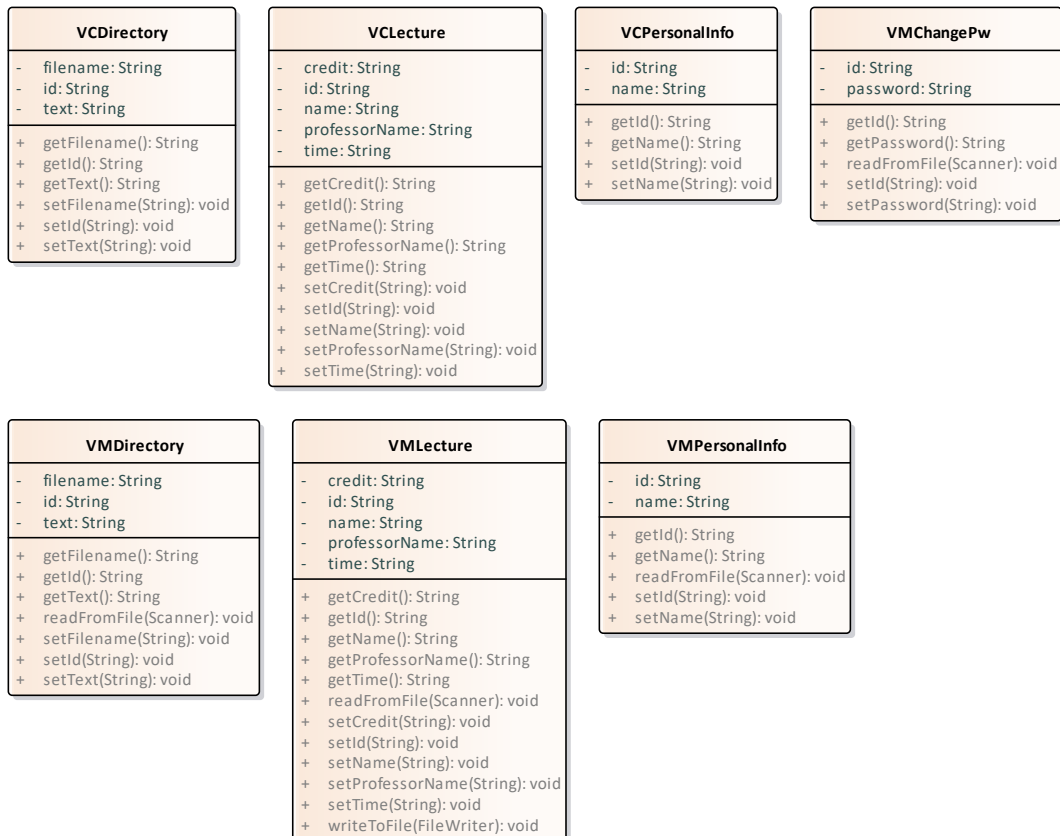 VCDirectory
- filename: String
- id: String
- text: String
+ getFilename(): String
+ getId(): String
+ getText(): String
+ setFilename(String): void
+ setId(String): void
+ setText(String): void
VCLecture
- credit: String
- id: String
- name: String
- professorName: String
- time: String
+ getCredit(): String
+ getId(): String
+ getName(): String
+ getProfessorName(): String
+ getTime(): String
+ setCredit(String): void
+ setId(String): void
+ setName(String): void
+ setProfessorName(String): void
+ setTime(String): void
VCPersonalInfo
- id: String
- name: String
+ getId(): String
+ getName(): String
+ setId(String): void
+ setName(String): void
VMChangePw
- id: String
- password: String
+ getId(): String
+ getPassword(): String
+ readFromFile(Scanner): void
+ setId(String): void
+ setPassword(String): void
VMDirectory
- filename: String
- id: String
- text: String
+ getFilename(): String
+ getId(): String
+ getText(): String
+ readFromFile(Scanner): void
+ setFilename(String): void
+ setId(String): void
+ setText(String): void
VMLecture
- credit: String
- id: String
- name: String
- professorName: String
- time: String
+ getCredit(): String
+ getId(): String
+ getName(): String
+ getProfessorName(): String
+ getTime(): String
+ readFromFile(Scanner): void
+ setCredit(String): void
+ setId(String): void
+ setName(String): void
+ setProfessorName(String): void
+ setTime(String): void
+ writeToFile(FileWriter): void
VMPersonalInfo
- id: String
- name: String
+ getId(): String
+ getName(): String
+ readFromFile(Scanner): void
+ setId(String): void
+ setName(String): void